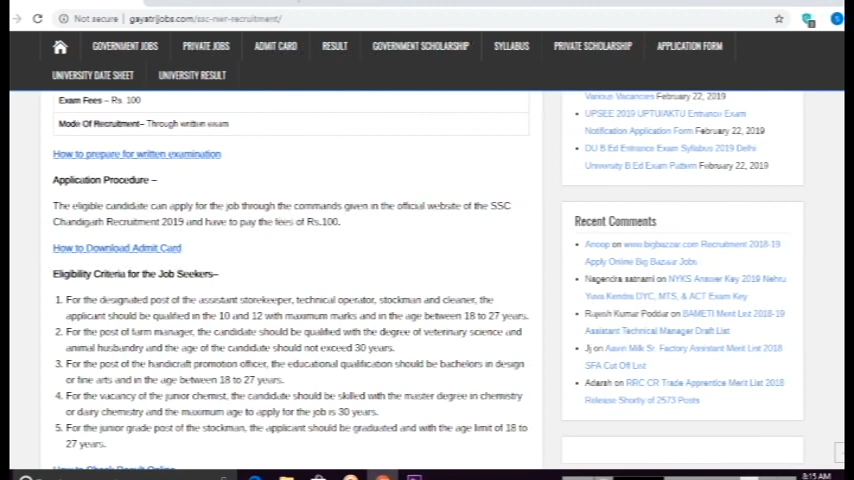 Not secure | gayatrijobs.com/ssc-nwr-recruitment/
GOVERNMENT JOBS PRIVATE JOBS ADMIT CARD RESULT GOVERNMENT SCHOLARSHIP SYLLABUS PRIVATE SCHOLARSHIP APPLICATION FORM
UNIVERSITY DATE SHEET UNIVERSITY RESULT
Exam Fees – Rs. 100
Mode Of Recruitment– Through written exam
How to prepare for written examination
Application Procedure –
The eligible candidate can apply for the job through the commands given in the official website of the SSC
Chandigarh Recruitment 2019 and have to pay the fees of Rs.100.
How to Download Admit Card
Eligibility Criteria for the Job Seekers–
1. For the designated post of the assistant storekeeper, technical operator, stockman and cleaner, the
applicant should be qualified in the 10 and 12 with maximum marks and in the age between 18 to 27 years.
2. For the post of farm manager, the candidate should be qualified with the degree of veterinary science and
animal husbandry and the age of the candidate should not exceed 30 years.
3. For the post of the handicraft promotion officer, the educational qualification should be bachelors in design
or fine arts and in the age between 18 to 27 years.
4. For the vacancy of the junior chemist, the candidate should be skilled with the master degree in chemistry
or dairy chemistry and the maximum age to apply for the job is 30 years.
5. For the junior grade post of the stockman, the applicant should be graduated and with the age limit of 18 to
27 years.
How to Check Result Online
Various Vacancies February 22, 2019
UPSEE 2019 UPTU/AKTU Entrance Exam
Notification Application Form February 22, 2019
DU B.Ed Entrance Exam Syllabus 2019 Delhi
University B.Ed Exam Pattern February 22, 2019
Recent Comments
Anoop on www.bigbazzar.com Recruitment 2018-19
Apply Online Big Bazaar Jobs
Nagendra satnami on NYKS Answer Key 2019 Nehru
Yuva Kendra DYC, MTS, & ACT Exam Key
Rajesh Kumar Poddar on BAMETI Merit List 2018-19
Assistant Technical Manager Draft List
Jj on Aavin Milk Sr. Factory Assistant Merit List 2018
SFA Cut Off List
Adarsh on RRC CR Trade Apprentice Merit List 2018
Release Shortly of 2573 Posts
8:15 AM